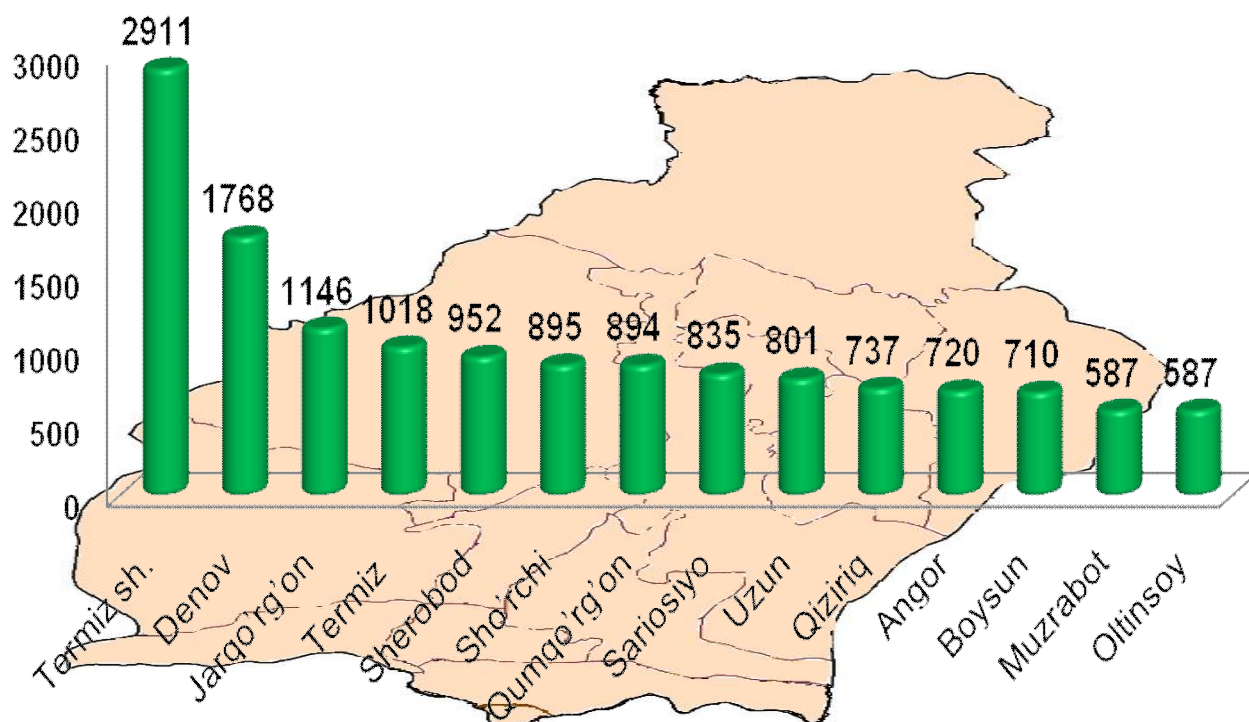 2911
3000
2500
2000
1500
1000
500
0
1768
1146
1018
952
895
894
835
801
737
720
710
587
587
Termiz sh.
Denov
Jarqo’rg’on
Termiz
Sherobod
Sho’rchi
Qumqo’rg’on
Sariosiyo
Uzun
Qiziriq
Angor
Boysun
Muzrabot
Oltinsoy